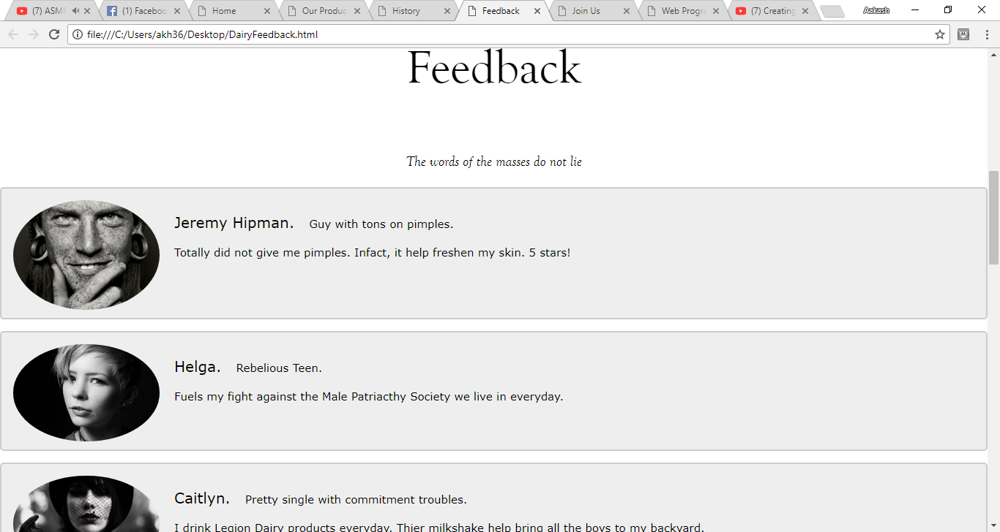 (7) ASMR
(1) Facebook
Home
Our Produc
History
Feedback
Join Us
Web Progra
(7) Creating
Aakash
file:///C:/Users/akh36/Desktop/DairyFeedback.html
Feedback
The words of the masses do not lie
Jeremy Hipman. Guy with tons on pimples.
Totally did not give me pimples. Infact, it help freshen my skin. 5 stars!
Helga. Rebelious Teen.
Fuels my fight against the Male Patriacthy Society we live in everyday.
Caitlyn. Pretty single with commitment troubles.
I drink Legion Dairy products everyday. Thier milkshake help bring all the boys to my backyard.